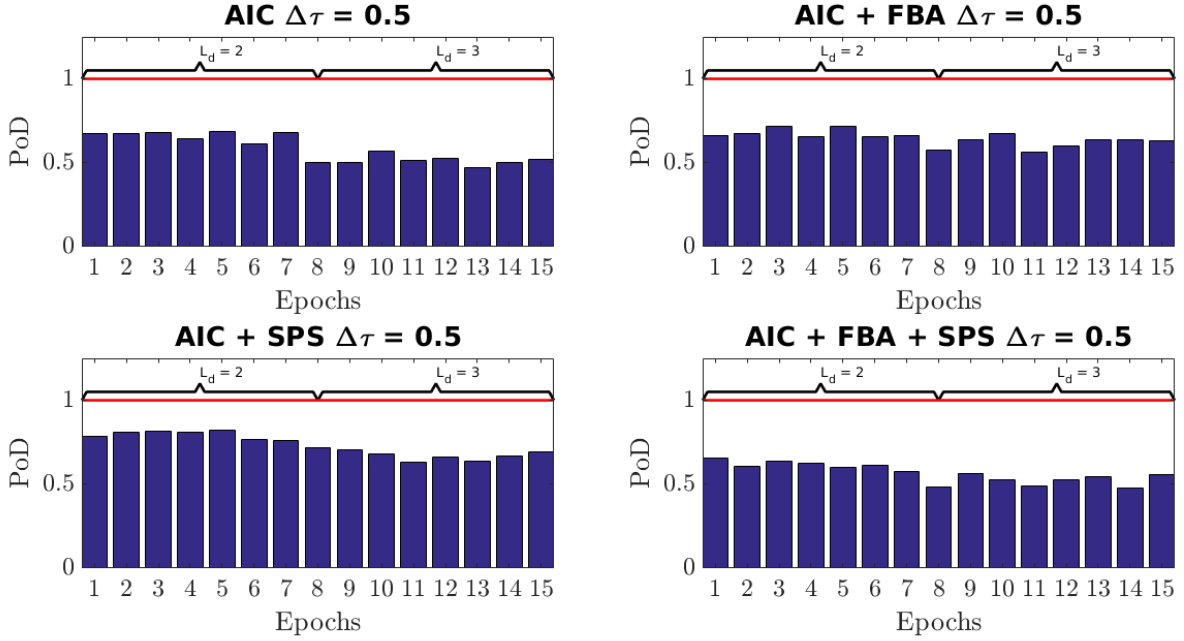 AIC Δτ = 0.5
L_d = 2 L_d = 3
1
0.5
0
PoD
1 2 3 4 5 6 7 8 9 10 11 12 13 14 15
Epochs
AIC + FBA Δτ = 0.5
L_d = 2 L_d = 3
1
0.5
0
PoD
1 2 3 4 5 6 7 8 9 10 11 12 13 14 15
Epochs
AIC + SPS Δτ = 0.5
L_d = 2 L_d = 3
1
0.5
0
PoD
1 2 3 4 5 6 7 8 9 10 11 12 13 14 15
Epochs
AIC + FBA + SPS Δτ = 0.5
L_d = 2 L_d = 3
1
0.5
0
PoD
1 2 3 4 5 6 7 8 9 10 11 12 13 14 15
Epochs